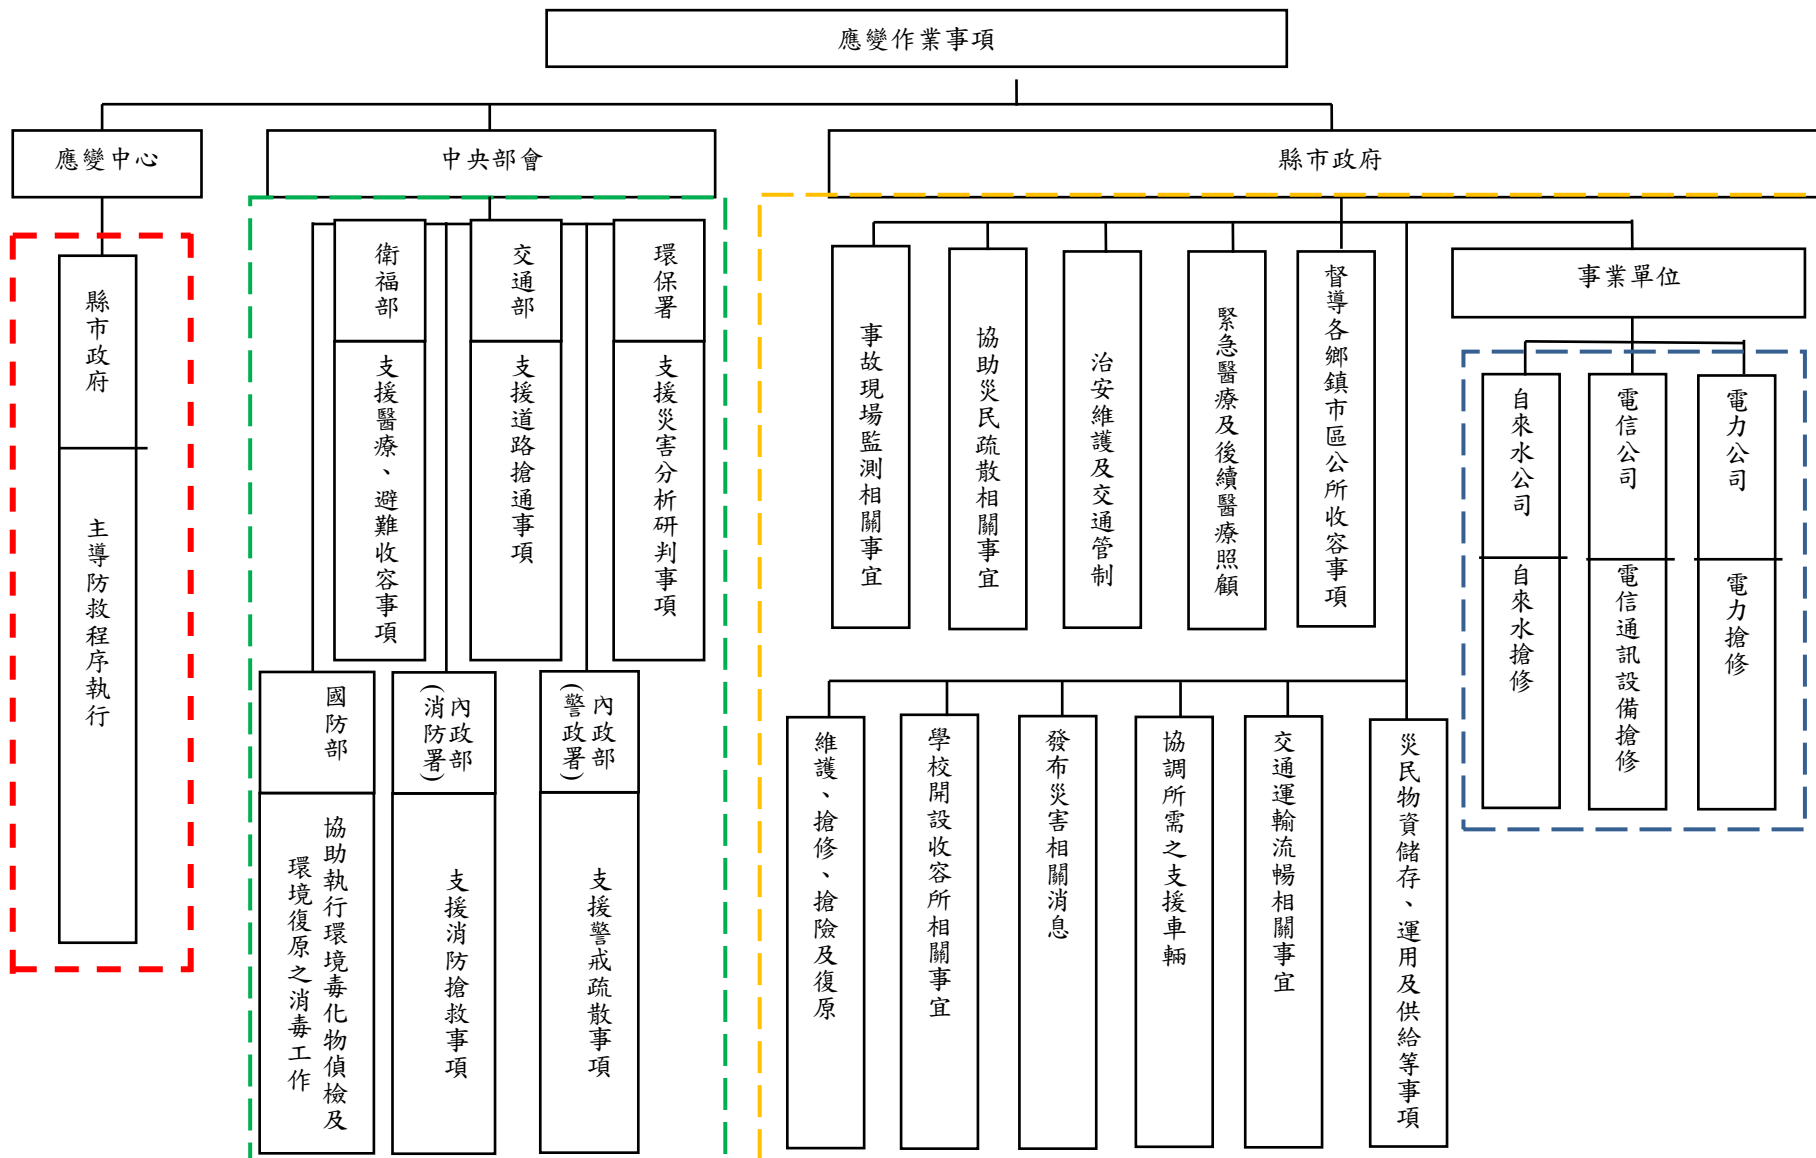 應變作業事項
應變中心
中央部會
縣市政府
縣市政府
主導防救程序執行
衛福部
支援醫療、避難收容事項
交通部
支援道路搶通事項
環保署
支援災害分析研判事項
國防部
協助執行環境毒化物偵檢及
環境復原之消毒工作
內政部
(消防署)
支援消防搶救事項
內政部
(警政署)
支援警戒疏散事項
事故現場監測相關事宜
協助災民疏散相關事宜
治安維護及交通管制
緊急醫療及後續醫療照顧
督導各鄉鎮市區公所收容事項
事業單位
自來水公司
自來水搶修
電信公司
電信通訊設備搶修
電力公司
電力搶修
維護、搶修、搶險及復原
學校開設收容所相關事宜
發布災害相關消息
協調所需之支援車輛
交通運輸流暢相關事宜
災民物資儲存、運用及供給等事項